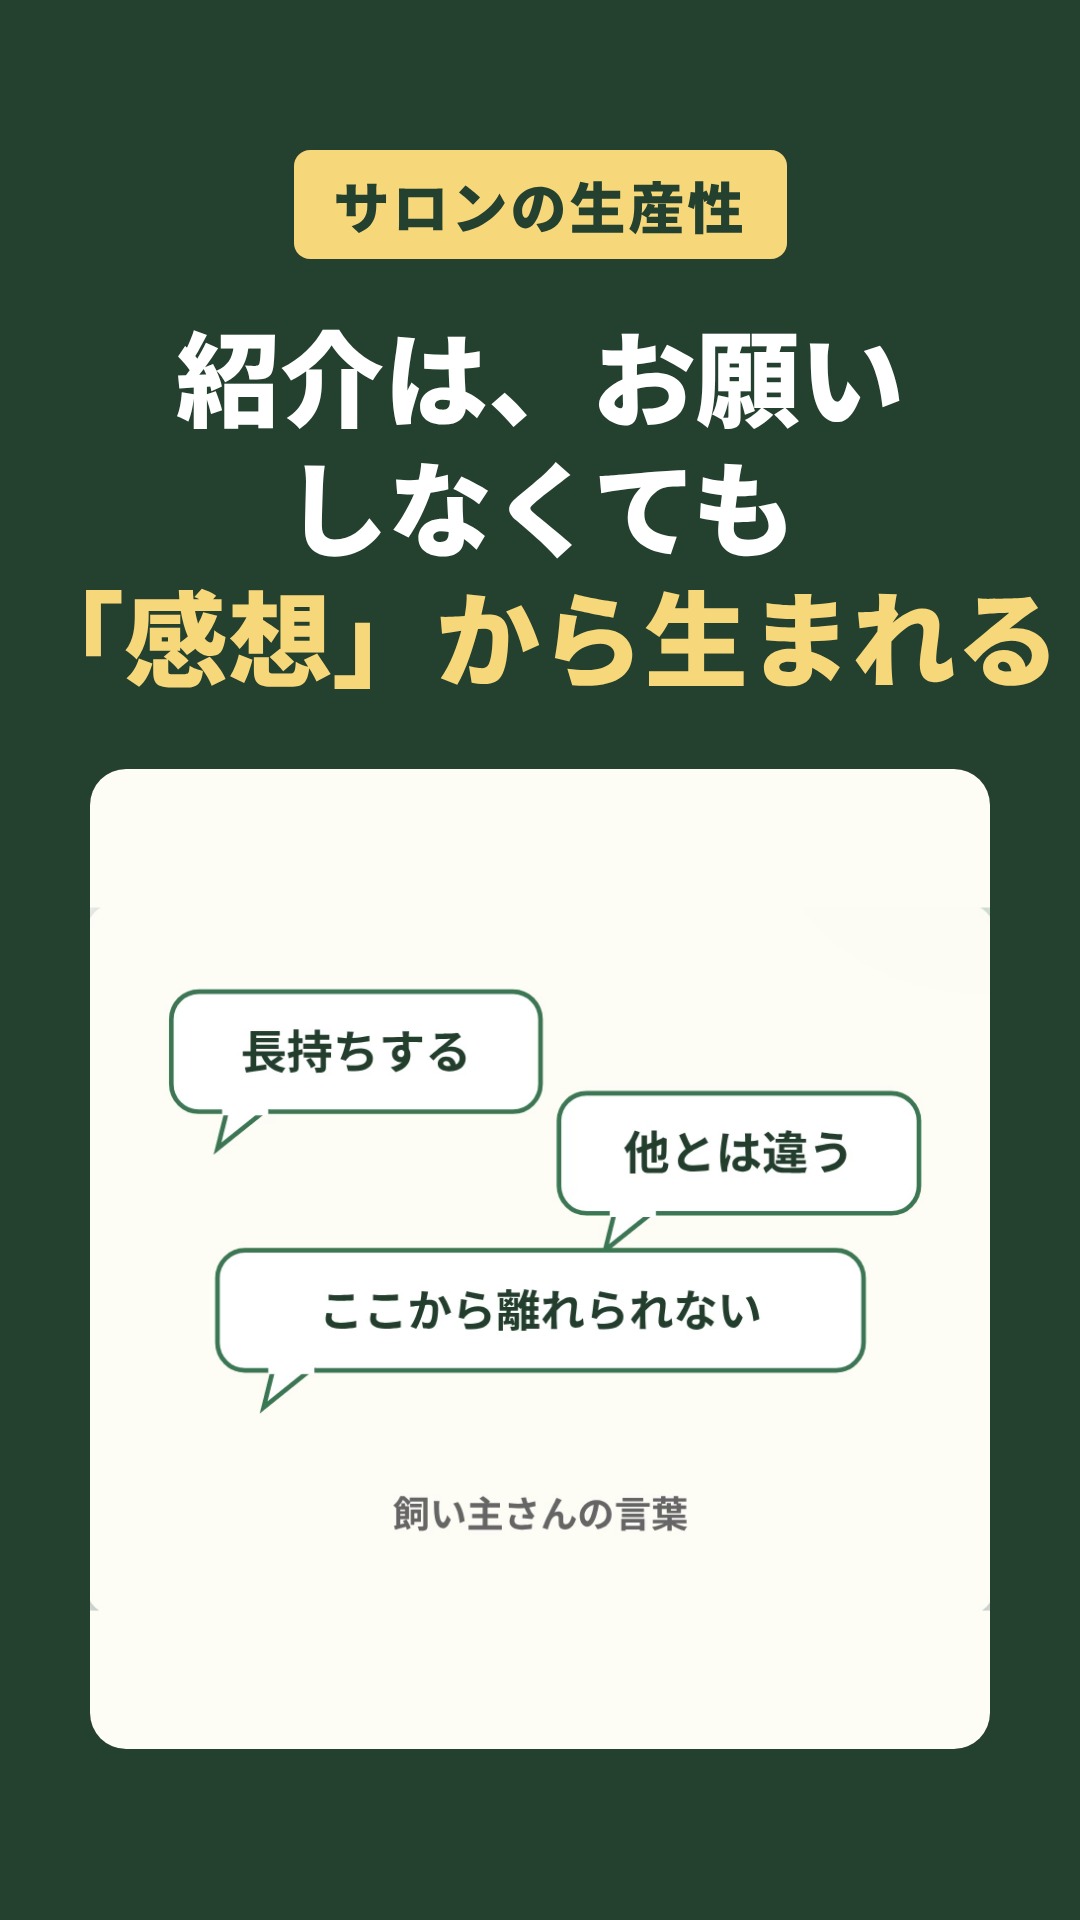 サロンの生産性
紹介は、お願い
しなくても
「感想」から生まれる
長持ちする
他とは違う
ここから離れられない
飼い主さんの言葉